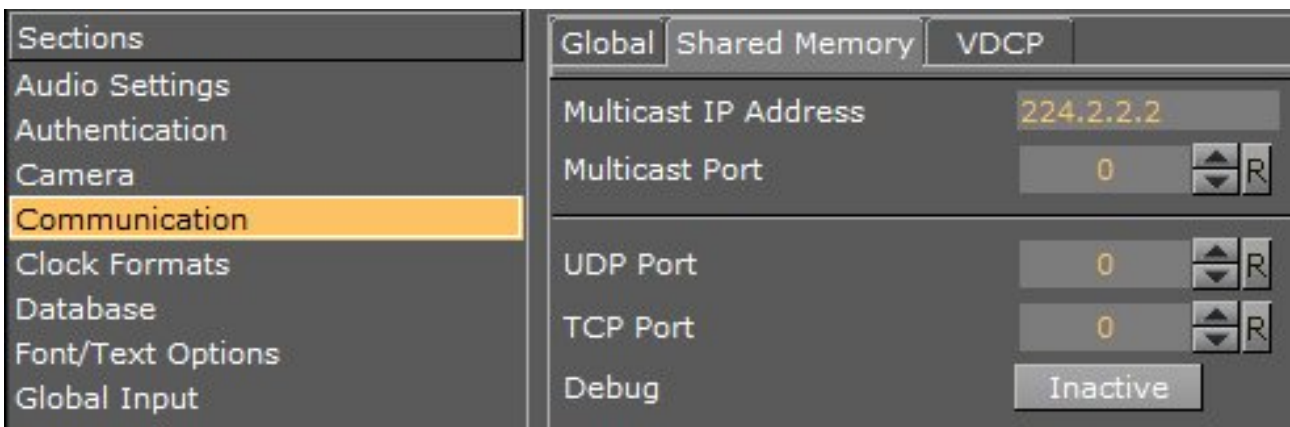 Sections
Audio Settings
Authentication
Camera
Communication
Clock Formats
Database
Font/Text Options
Global Input
Global Shared Memory VDCP
Multicast IP Address 224.2.2.2
Multicast Port 0 R
UDP Port 0 R
TCP Port 0 R
Debug Inactive